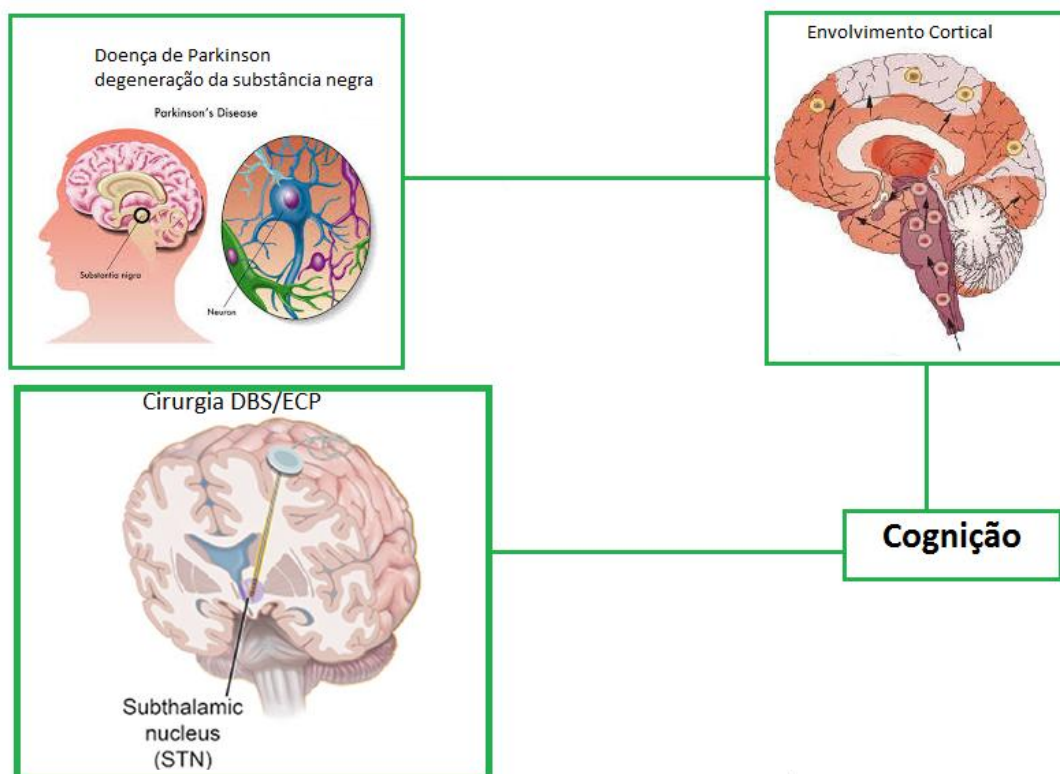 Doença de Parkinson
degeneração da substância negra
Parkinson's Disease
Substantia nigra
Neuron
Envolvimento Cortical
Cirurgia DBS/ECP
Subthalamic
nucleus
(STN)
Cognição